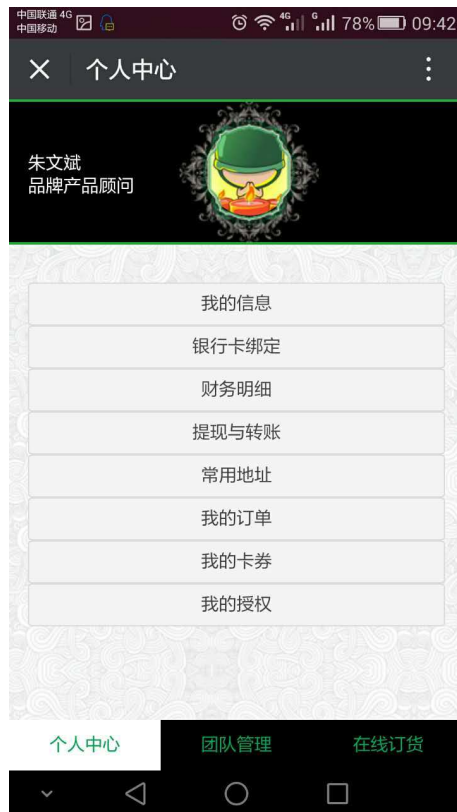 中国联通 4G
中国移动
4G
G
78%
09:42
个人中心
朱文斌
品牌产品顾问
我的信息
银行卡绑定
财务明细
提现与转账
常用地址
我的订单
我的卡券
我的授权
个人中心
团队管理
在线订货